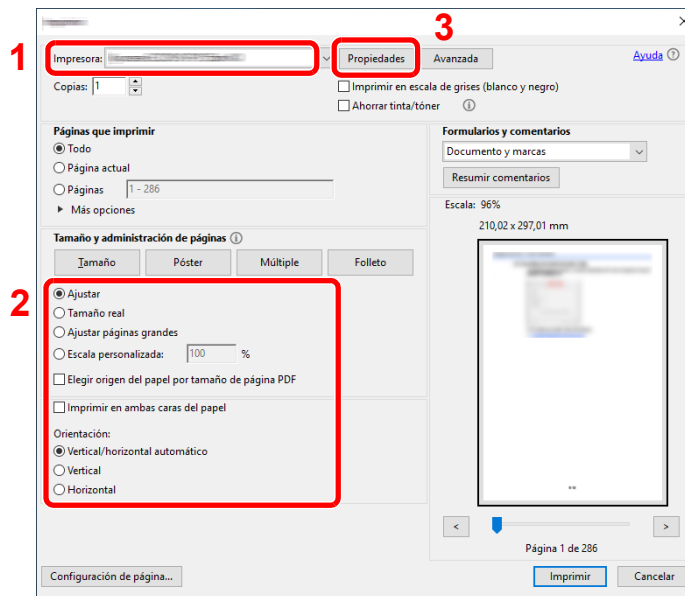 3
1
Impresora:
Propiedades
Avanzada
Ayuda
Copias: 1
Imprimir en escala de grises (blanco y negro)
Ahorrar tinta/tóner
Páginas que imprimir
Todo
Página actual
Páginas 1 - 286
Más opciones
Formularios y comentarios
Documento y marcas
Resumir comentarios
Escala: 96%
210,02 x 297,01 mm
Tamaño y administración de páginas
Tamaño
Póster
Múltiple
Folleto
2
Ajustar
Tamaño real
Ajustar páginas grandes
Escala personalizada: 100 %
Elegir origen del papel por tamaño de página PDF
Imprimir en ambas caras del papel
Orientación:
Vertical/horizontal automático
Vertical
Horizontal
<
>
Página 1 de 286
Configuración de página...
Imprimir
Cancelar